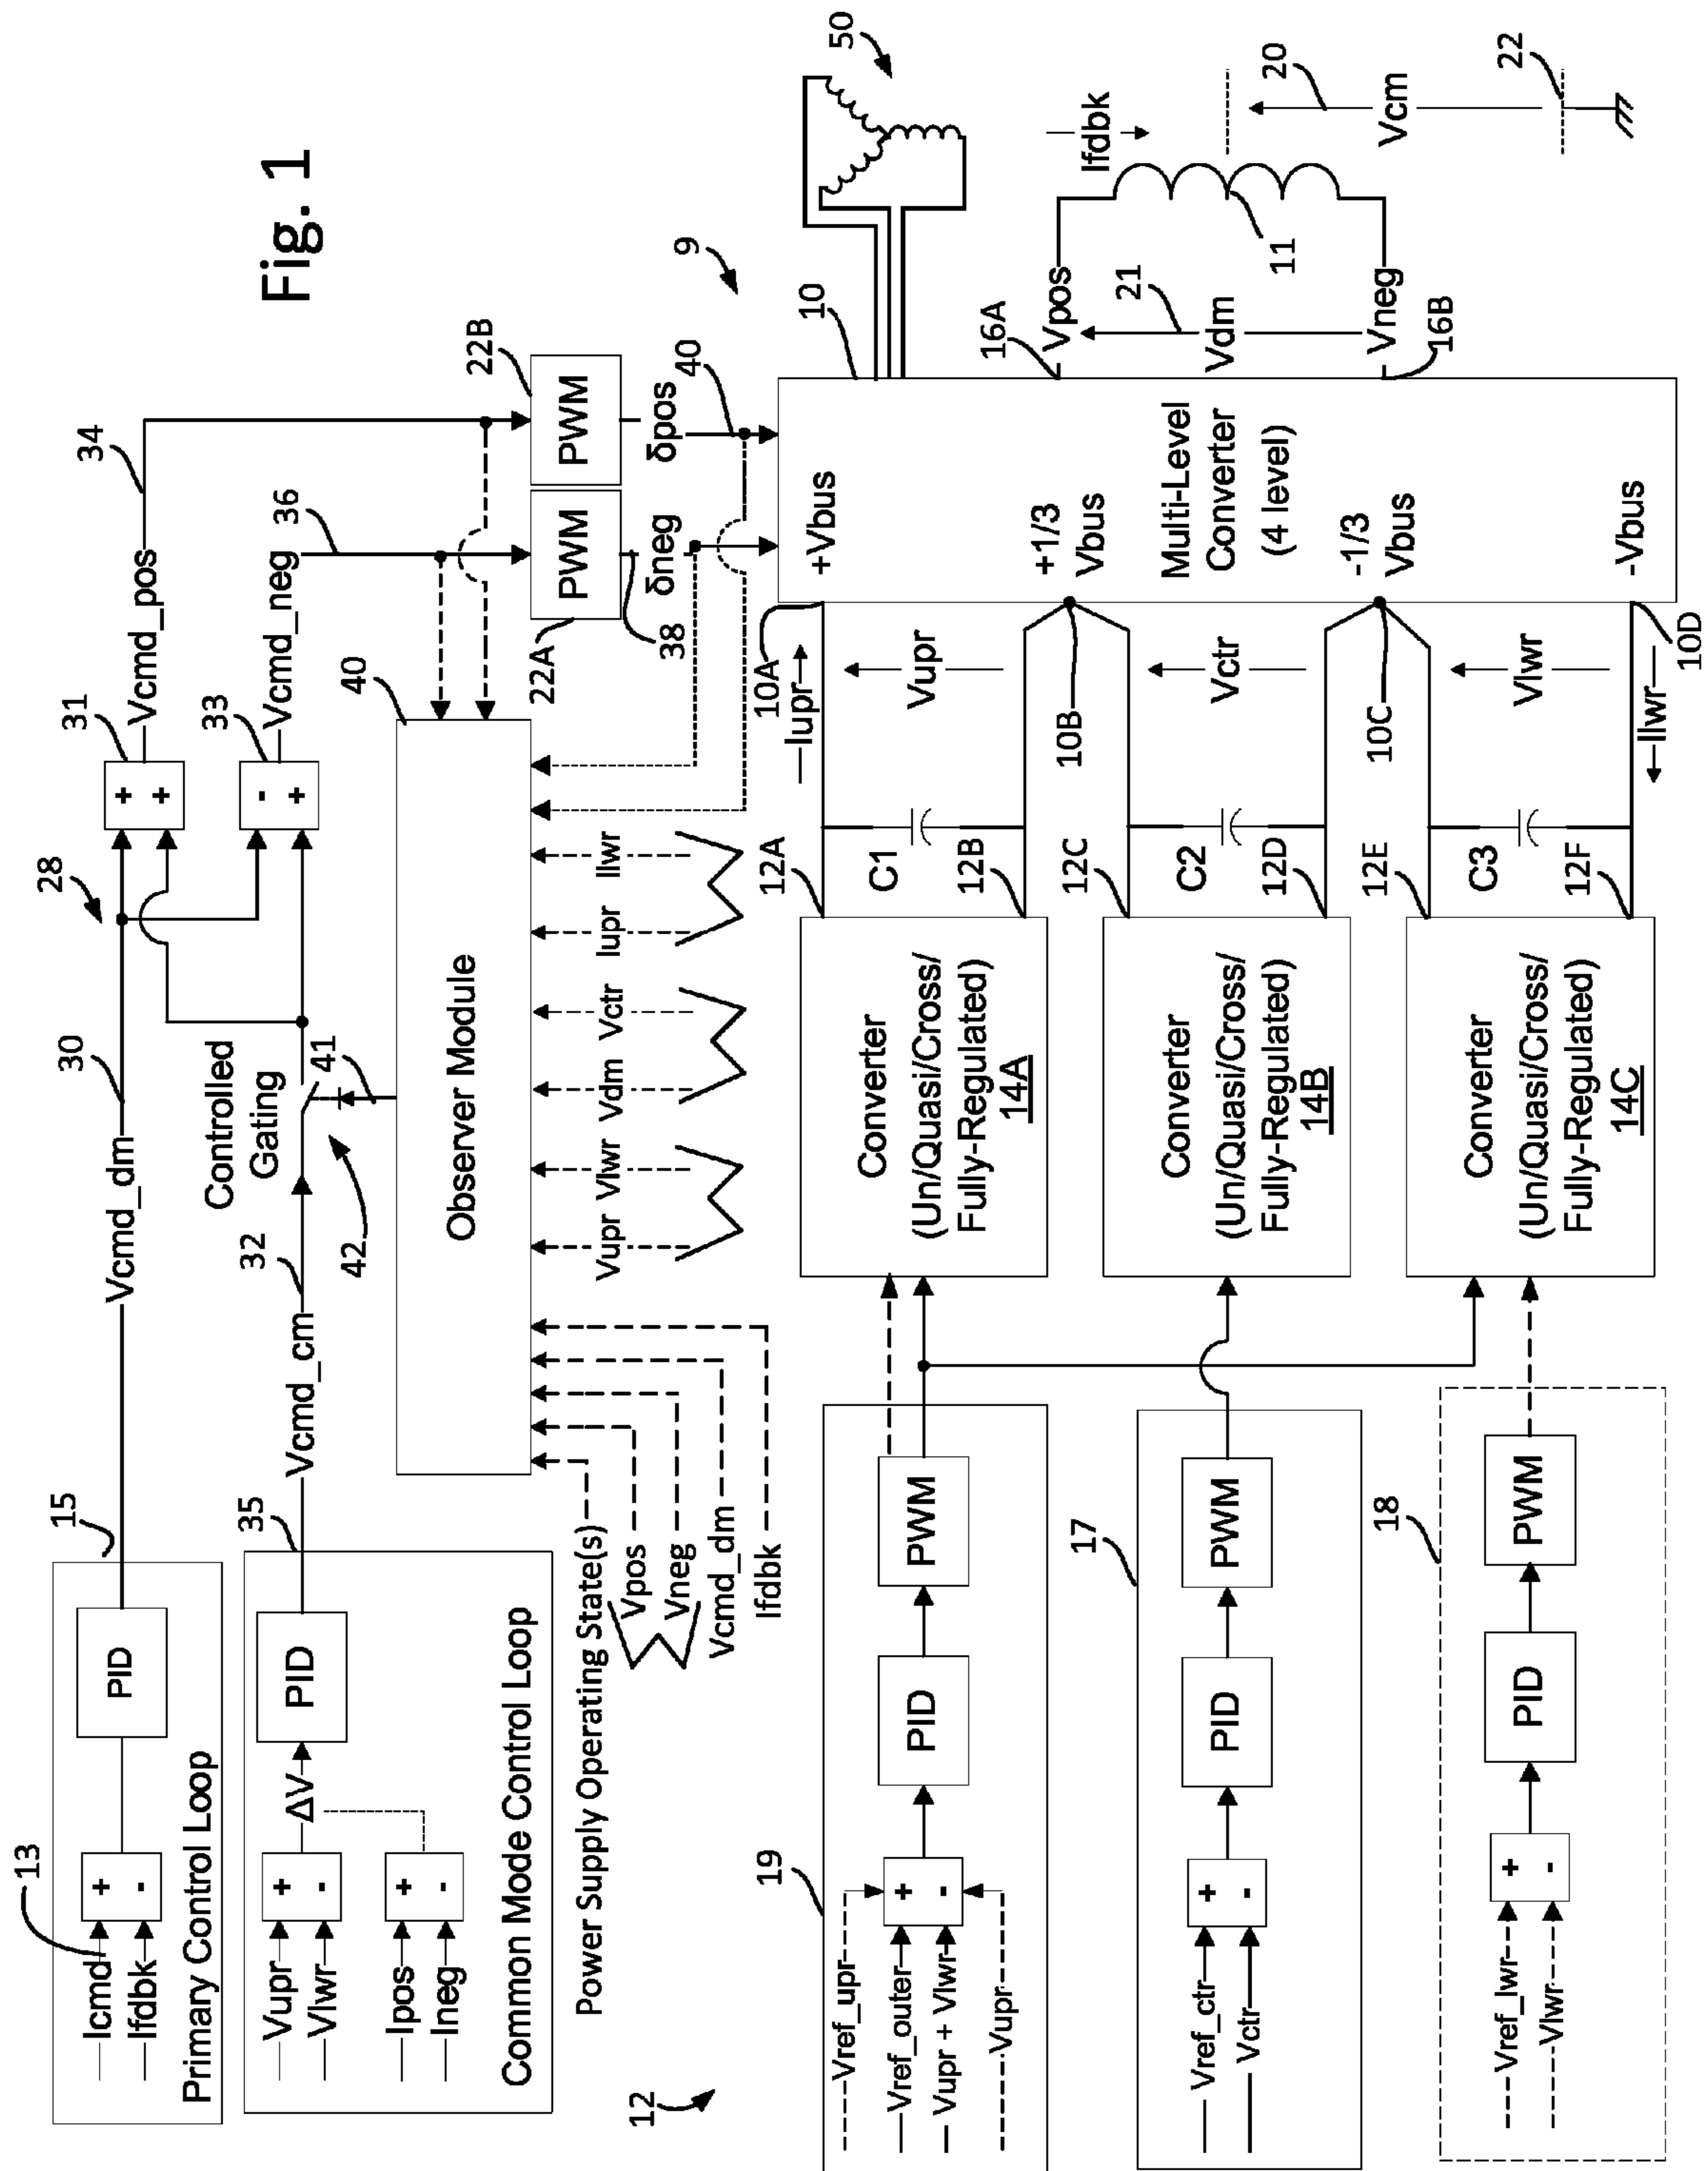 Fig. 1
13
Icmd
Ifdbk
+
-
PID
15
Primary Control Loop
Vcmd_dm
30
28
31
+
+
Vcmd_pos
34
Vupr
Vlwr
+
-
ΔV
Ipos
Ineg
+
-
PID
35
Common Mode Control Loop
Vcmd_cm
32
Controlled
Gating
42
41
33
-
+
Vcmd_neg
36
Observer Module
40
Power Supply Operating State(s)
Vpos
Vneg
Vcmd_dm
Ifdbk
Vupr
Vlwr
Vdm
Vctr
Iupr
Ilwr
22A
PWM
38
δneg
22B
PWM
δpos
40
9
12
19
Vref_upr
Vref_outer
Vupr + Vlwr
Vupr
+
-
PID
PWM
Converter
(Un/Quasi/Cross/
Fully-Regulated)
14A
12A
C1
12B
10A
Iupr
Vupr
10B
17
Vref_ctr
Vctr
+
-
PID
PWM
Converter
(Un/Quasi/Cross/
Fully-Regulated)
14B
12C
C2
12D
Vctr
10C
18
Vref_lwr
Vlwr
+
-
PID
PWM
Converter
(Un/Quasi/Cross/
Fully-Regulated)
14C
12E
C3
12F
Vlwr
Ilwr
10D
10
+Vbus
+1/3
Vbus
Multi-Level
Converter
(4 level)
-1/3
Vbus
-Vbus
50
16A
Vpos
21
Vdm
Vneg
16B
11
Ifdbk
20
Vcm
22